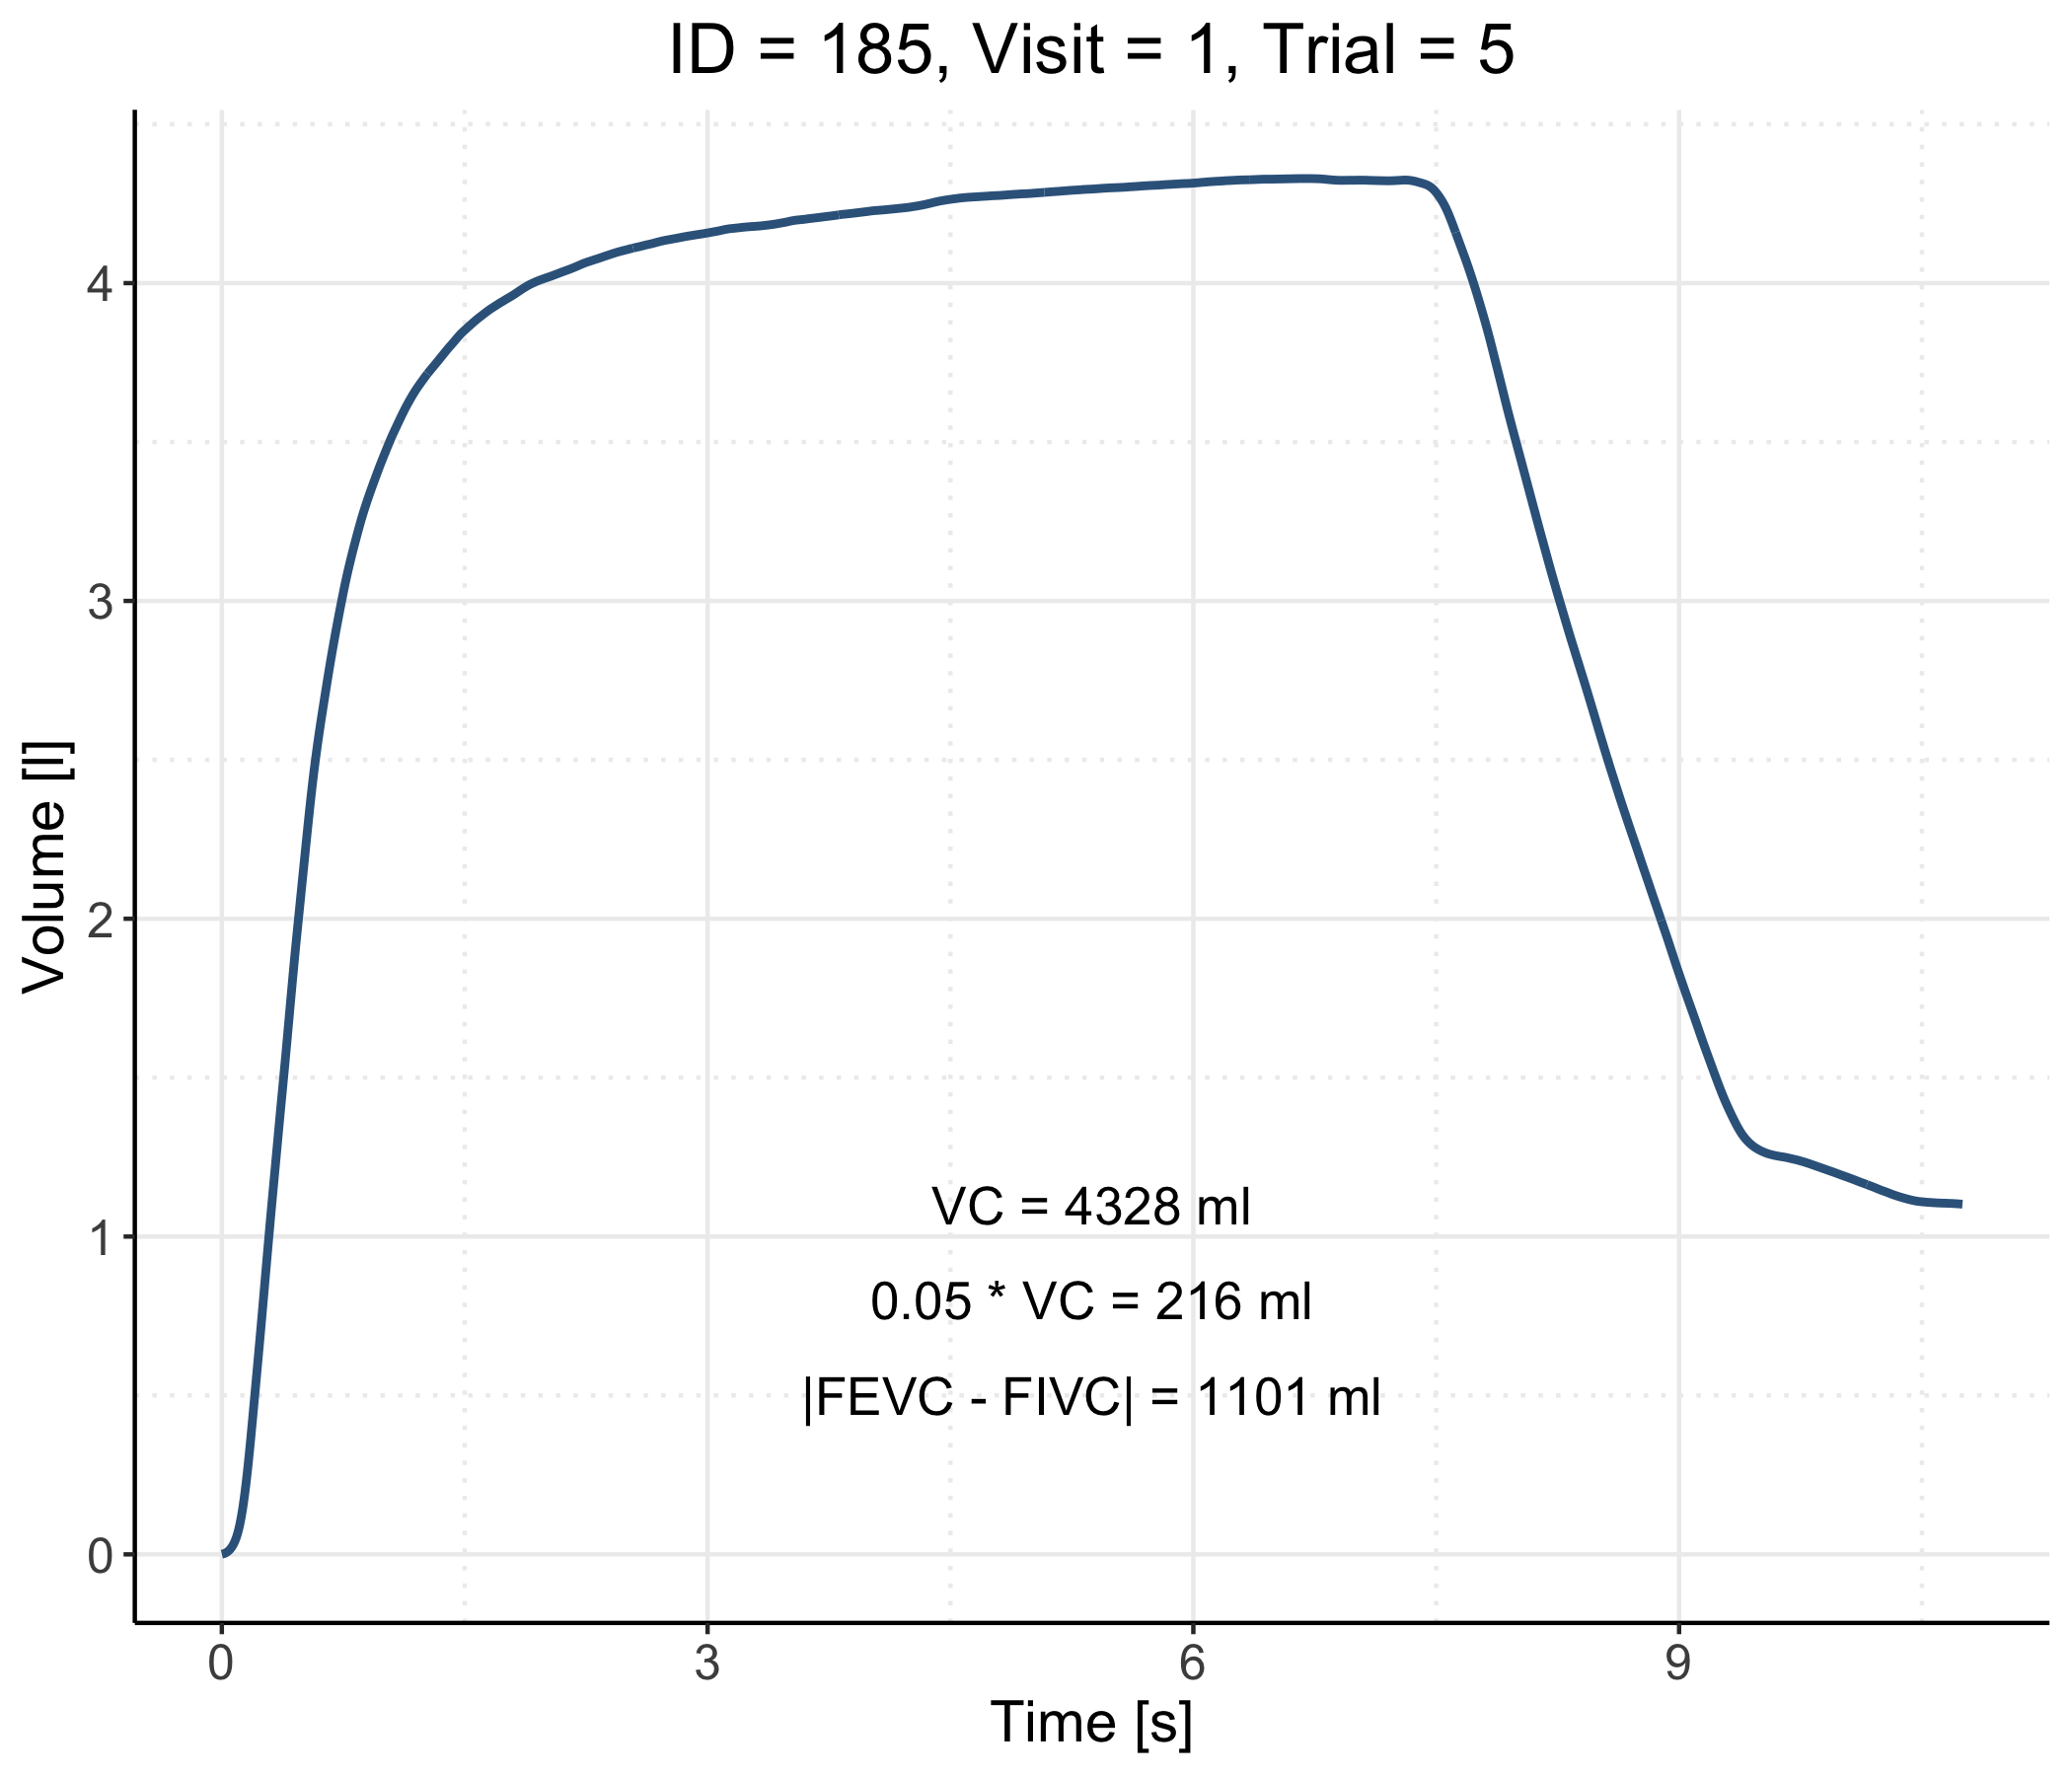 ID = 185, Visit = 1, Trial = 5
Volume [l]
4
3
2
1
0
VC = 4328 ml
0.05 * VC = 216 ml
|FEVC - FIVC| = 1101 ml
0 3 6 9
Time [s]